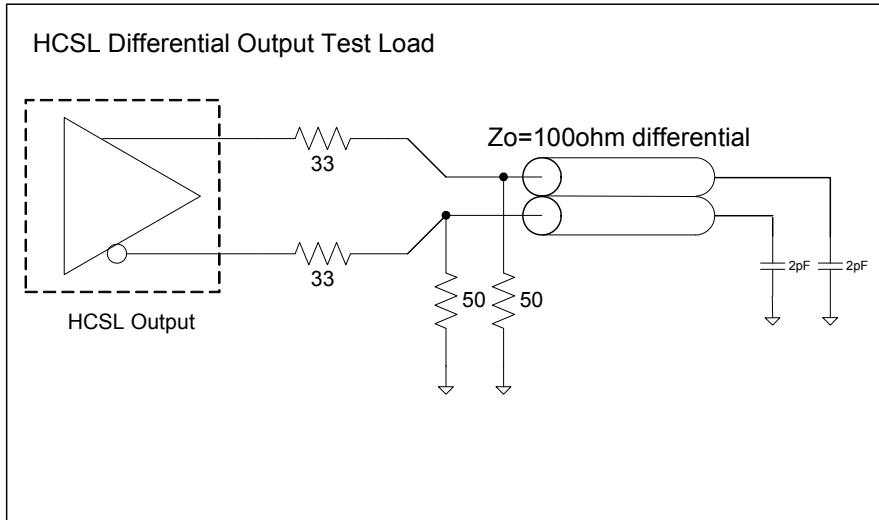 HCSL Differential Output Test Load
Zo=100ohm differential
33
33
50
50
2pF
2pF
HCSL Output